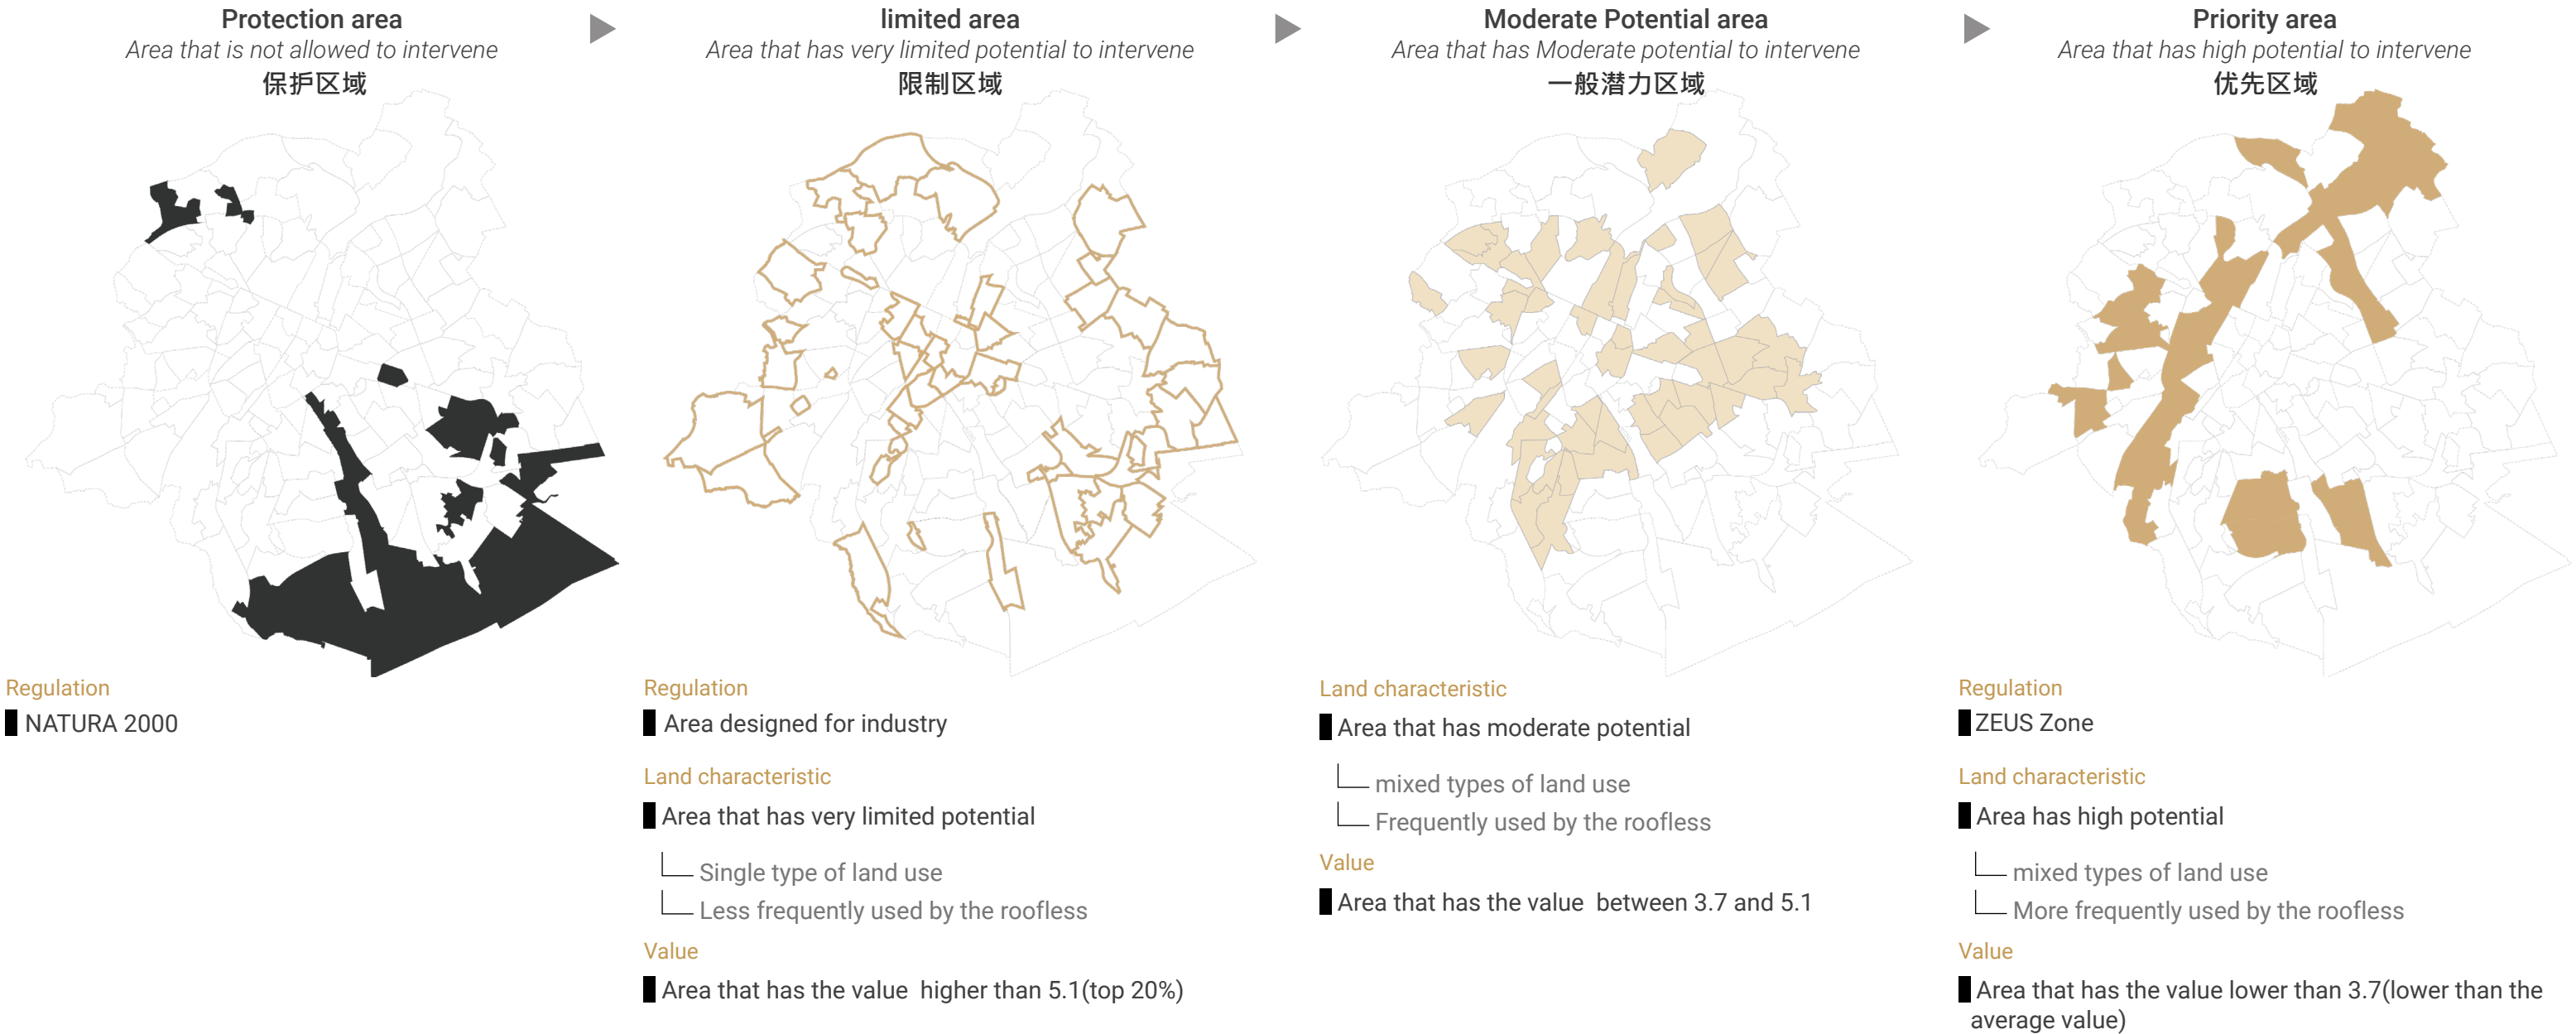 Protection area
Area that is not allowed to intervene
保护区域
Regulation
NATURA 2000
limited area
Area that has very limited potential to intervene
限制区域
Regulation
Area designed for industry
Land characteristic
Area that has very limited potential
Single type of land use
Less frequently used by the roofless
Value
Area that has the value higher than 5.1(top 20%)
Moderate Potential area
Area that has Moderate potential to intervene
一般潜力区域
Land characteristic
Area that has moderate potential
mixed types of land use
Frequently used by the roofless
Value
Area that has the value between 3.7 and 5.1
Priority area
Area that has high potential to intervene
优先区域
Regulation
ZEUS Zone
Land characteristic
Area has high potential
mixed types of land use
More frequently used by the roofless
Value
Area that has the value lower than 3.7(lower than the
average value)